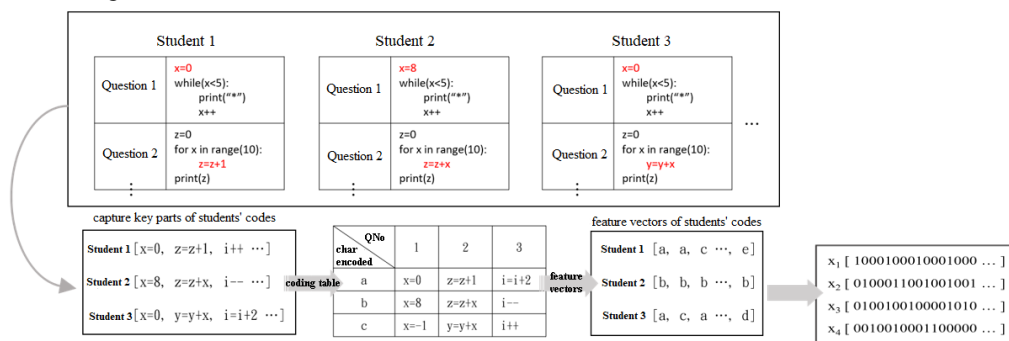 Student 1
Student 2
Student 3
Question 1
x=0
while(x<5):
print("*")
x++
Question 1
x=8
while(x<5):
print("*")
x++
Question 1
x=0
while(x<5):
print("*")
x++
...
Question 2
z=0
for x in range(10):
z=z+1
print(z)
Question 2
z=0
for x in range(10):
z=z+x
print(z)
Question 2
z=0
for x in range(10):
y=y+x
print(z)
capture key parts of students' codes
Student 1 [x=0, z=z+1, i++ …]
Student 2 [x=8, z=z+x, i-- …]
Student 3 [x=0, y=y+x, i=i+2 …]
coding table
QNo
char encoded
1 2 3
a x=0 z=z+1 i=i+2
b x=8 z=z+x i--
c x=-1 y=y+x i++
feature vectors
feature vectors of students' codes
Student 1 [a, a, c …, e]
Student 2 [b, b, b …, b]
Student 3 [a, c, a …, d]
x₁ [ 1000100010001000 ... ]
x₂ [ 0100011001001001 ... ]
x₃ [ 0100100100001010 ... ]
x₄ [ 0010010001100000 ... ]